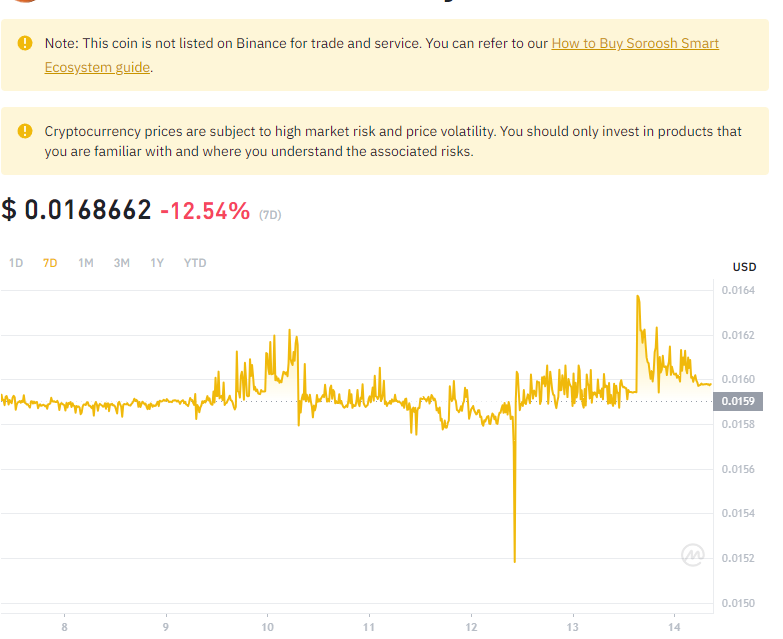 Note: This coin is not listed on Binance for trade and service. You can refer to our How to Buy Soroosh Smart
Ecosystem guide.
Cryptocurrency prices are subject to high market risk and price volatility. You should only invest in products that
you are familiar with and where you understand the associated risks.
$ 0.0168662 -12.54% (7D)
1D 7D 1M 3M 1Y YTD
USD
0.0164
0.0162
0.0160
0.0159
0.0158
0.0156
0.0154
0.0152
0.0150
8 9 10 11 12 13 14